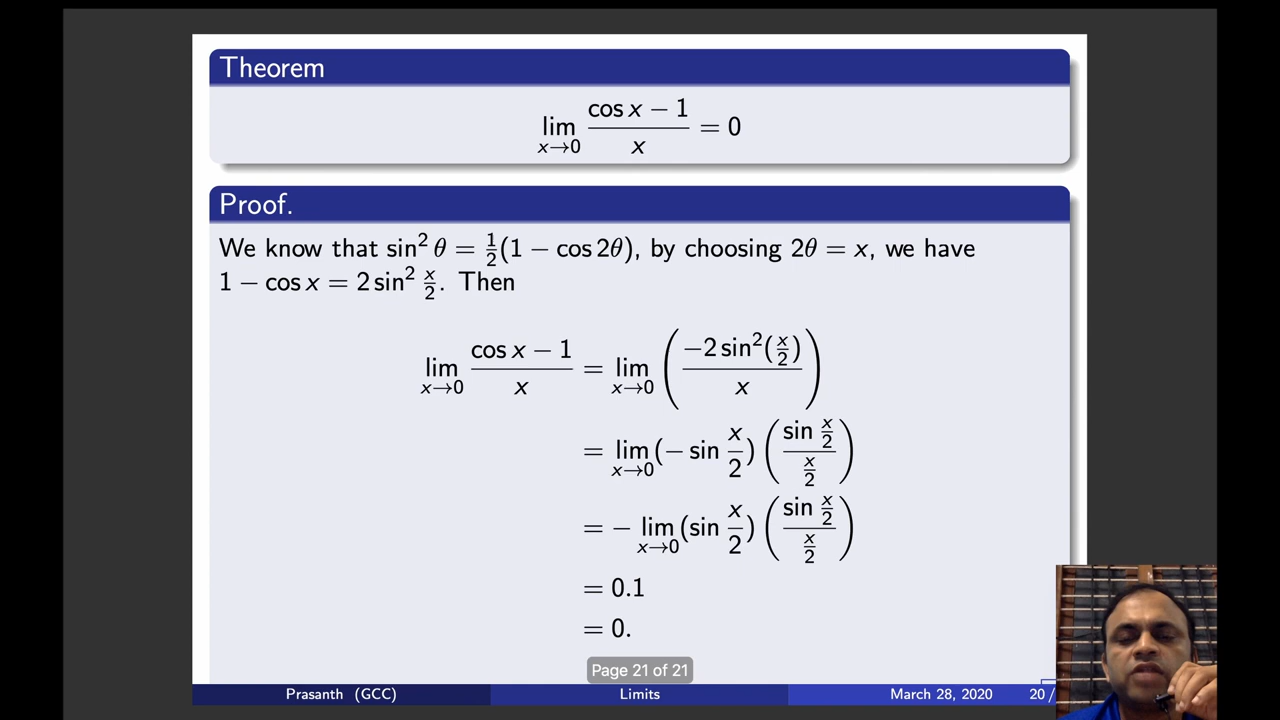 Theorem
lim_{x→0} (cos x − 1)/x = 0
Proof.
We know that sin² θ = ½(1 − cos 2θ), by choosing 2θ = x, we have
1 − cos x = 2 sin² x/2. Then
lim_{x→0} (cos x − 1)/x = lim_{x→0} (−2 sin²(x/2)/x)
= lim_{x→0} (− sin x/2) (sin x/2 / x/2)
= − lim_{x→0} (sin x/2) (sin x/2 / x/2)
= 0.1
= 0.
Page 21 of 21
Prasanth (GCC) Limits March 28, 2020 20 /